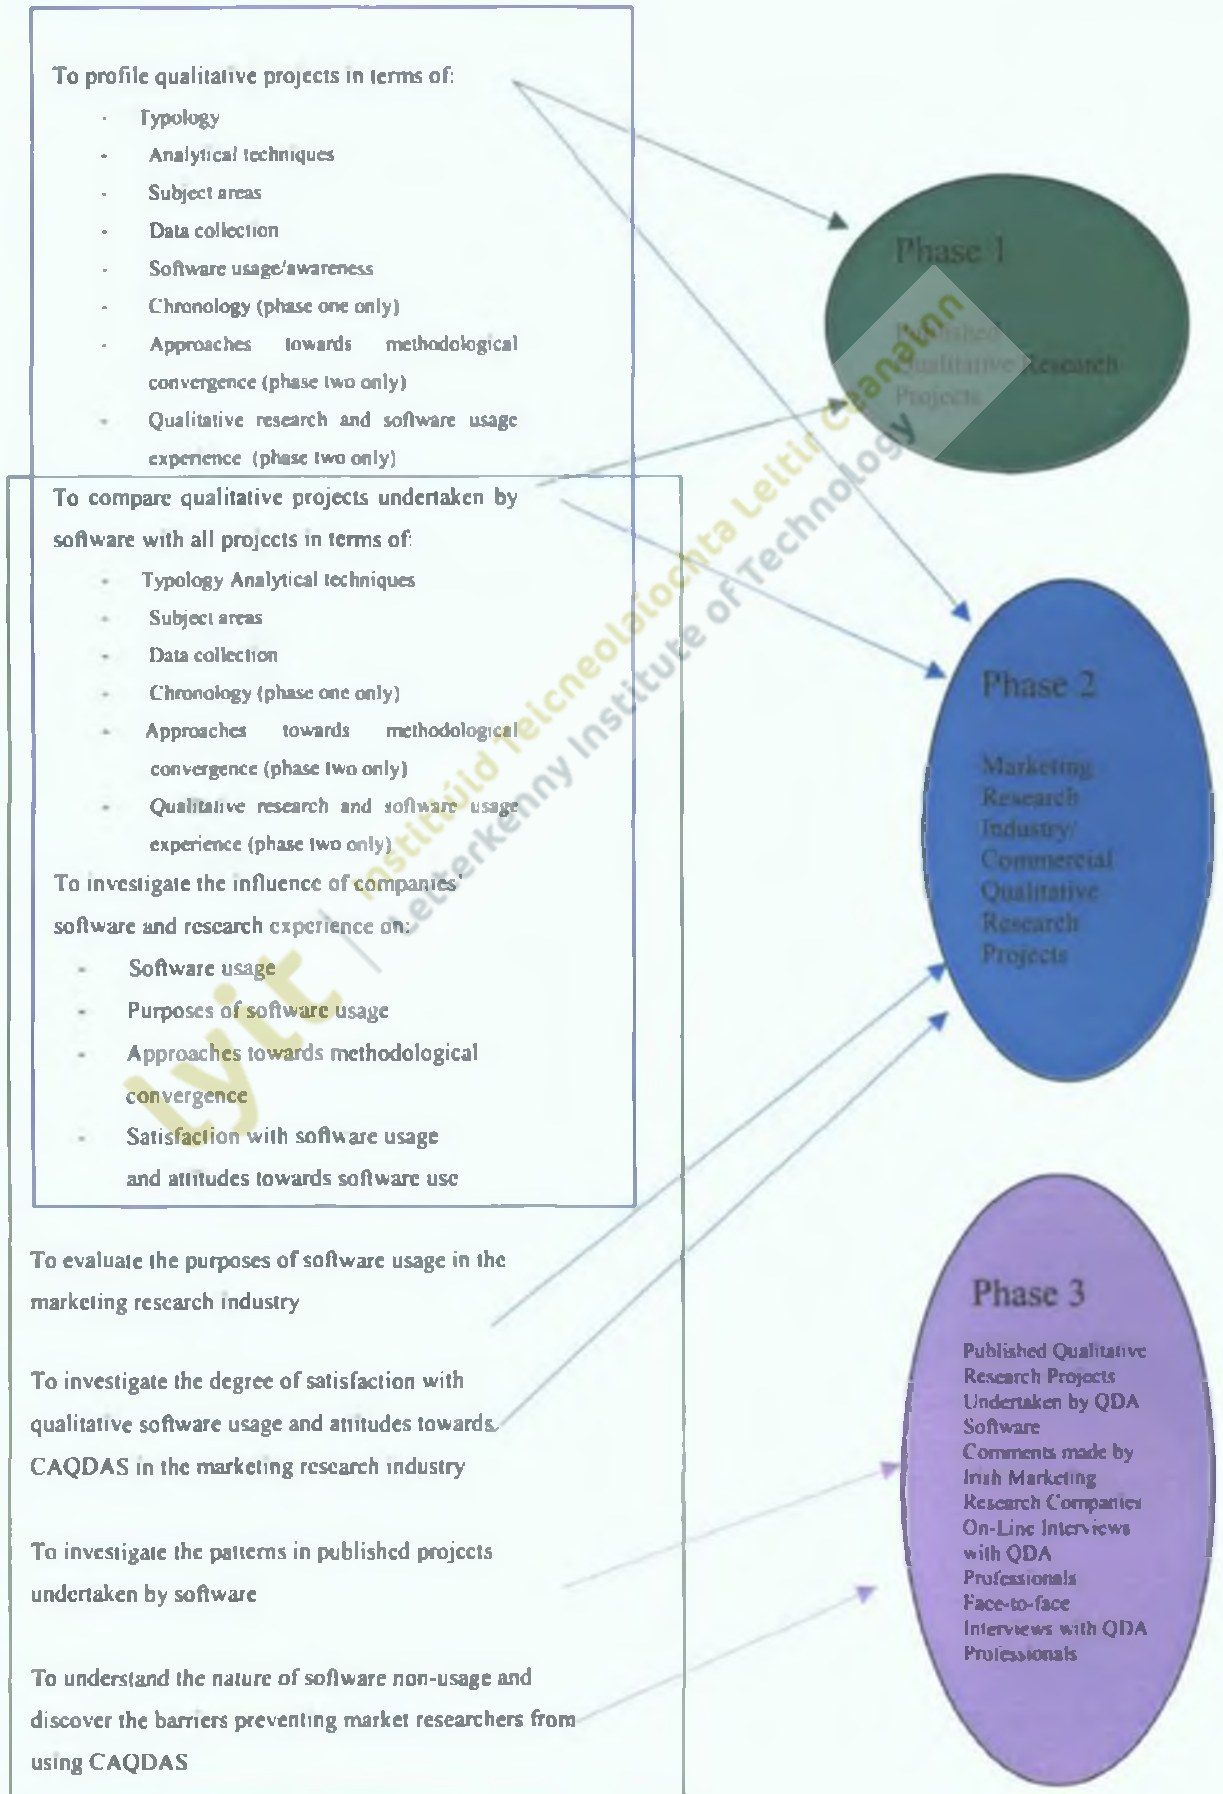 To profile qualitative projects in terms of:
- Typology
- Analytical techniques
- Subject areas
- Data collection
- Software usage/awareness
- Chronology (phase one only)
- Approaches towards methodological
convergence (phase two only)
- Qualitative research and software usage
experience (phase two only)
To compare qualitative projects undertaken by
software with all projects in terms of:
- Typology Analytical techniques
- Subject areas
- Data collection
- Chronology (phase one only)
- Approaches towards methodological
convergence (phase two only)
- Qualitative research and software usage
experience (phase two only)
To investigate the influence of companies'
software and research experience on:
- Software usage
- Purposes of software usage
- Approaches towards methodological
convergence
- Satisfaction with software usage
and attitudes towards software use
To evaluate the purposes of software usage in the
marketing research industry
To investigate the degree of satisfaction with
qualitative software usage and attitudes towards
CAQDAS in the marketing research industry
To investigate the patterns in published projects
undertaken by software
To understand the nature of software non-usage and
discover the barriers preventing market researchers from
using CAQDAS
Phase 1
Published
Qualitative Research
Projects
Phase 2
Marketing
Research
Industry/
Commercial
Qualitative
Research
Projects
Phase 3
Published Qualitative
Research Projects
Undertaken by QDA
Software
Comments made by
Irish Marketing
Research Companies
On-Line Interviews
with QDA
Professionals
Face-to-face
Interviews with QDA
Professionals
lyit
Institiúid Teicneolaíochta Leitir Ceanainn
Letterkenny Institute of Technology